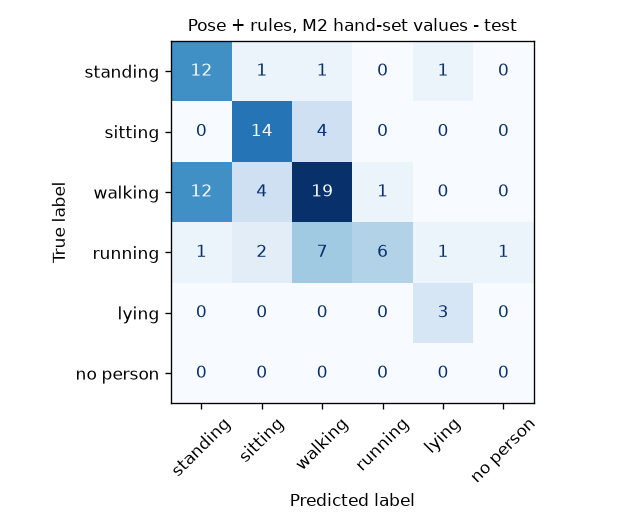 Pose + rules, M2 hand-set values - test
standing 12 1 1 0 1 0
sitting 0 14 4 0 0 0
walking 12 4 19 1 0 0
running 1 2 7 6 1 1
lying 0 0 0 0 3 0
no person 0 0 0 0 0 0
True label
standing sitting walking running lying no person
Predicted label